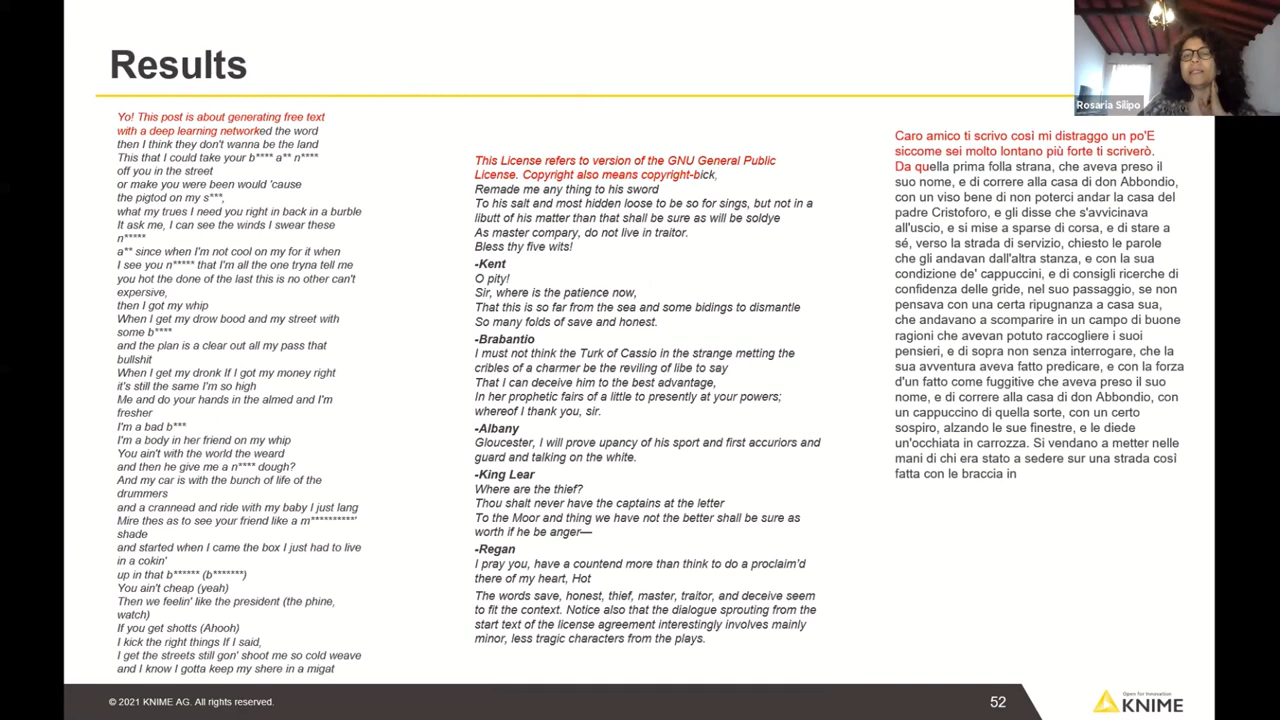 Results
Rosaria Silipo
Yo! This post is about generating free text
with a deep learning networked the word
then I think they don't wanna be the land
This that I could take your b**** a** n****
off you in the street
or make you were been would 'cause
the pigtod on my s***,
what my trues I need you right in back in a burble
It ask me, I can see the winds I swear these
n*****
a** since when I'm not cool on my for it when
I see you n***** that I'm all the one tryna tell me
you hot the done of the last this is no other can't
expersive,
then I got my whip
When I get my drow bood and my street with
some b****
and the plan is a clear out all my pass that
bullshit
When I get my dronk If I got my money right
it's still the same I'm so high
Me and do your hands in the almed and I'm
fresher
I'm a bad b***
I'm a body in her friend on my whip
You ain't with the world the weard
and then he give me a n**** dough?
And my car is with the bunch of life of the
drummers
and a crannead and ride with my baby I just lang
Mire thes as to see your friend like a m**********'
shade
and started when I came the box I just had to live
in a cokin'
up in that b****** (b*******)
You ain't cheap (yeah)
Then we feelin' like the president (the phine,
watch)
If you get shotts (Ahooh)
I kick the right things If I said,
I get the streets still gon' shoot me so cold weave
and I know I gotta keep my shere in a migat
This License refers to version of the GNU General Public
License. Copyright also means copyright-bick,
Remade me any thing to his sword
To his salt and most hidden loose to be so for sings, but not in a
libutt of his matter than that shall be sure as will be soldye
As master compary, do not live in traitor.
Bless thy five wits!
-Kent
O pity!
Sir, where is the patience now,
That this is so far from the sea and some bidings to dismantle
So many folds of save and honest.
-Brabantio
I must not think the Turk of Cassio in the strange metting the
cribles of a charmer be the reviling of libe to say
That I can deceive him to the best advantage,
In her prophetic fairs of a little to presently at your powers;
whereof I thank you, sir.
-Albany
Gloucester, I will prove upancy of his sport and first accuriors and
guard and talking on the white.
-King Lear
Where are the thief?
Thou shalt never have the captains at the letter
To the Moor and thing we have not the better shall be sure as
worth if he be anger—
-Regan
I pray you, have a countend more than think to do a proclaim'd
there of my heart, Hot
The words save, honest, thief, master, traitor, and deceive seem
to fit the context. Notice also that the dialogue sprouting from the
start text of the license agreement interestingly involves mainly
minor, less tragic characters from the plays.
Caro amico ti scrivo così mi distraggo un po'E
siccome sei molto lontano più forte ti scriverò.
Da quella prima folla strana, che aveva preso il
suo nome, e di correre alla casa di don Abbondio,
con un viso bene di non poterci andar la casa del
padre Cristoforo, e gli disse che s'avvicinava
all'uscio, e si mise a sparse di corsa, e di stare a
sé, verso la strada di servizio, chiesto le parole
che gli andavan dall'altra stanza, e con la sua
condizione de' cappuccini, e di consigli ricerche di
confidenza delle gride, nel suo passaggio, se non
pensava con una certa ripugnanza a casa sua,
che andavano a scomparire in un campo di buone
ragioni che avevan potuto raccogliere i suoi
pensieri, e di sopra non senza interrogare, che la
sua avventura aveva fatto predicare, e con la forza
d'un fatto come fuggitive che aveva preso il suo
nome, e di correre alla casa di don Abbondio, con
un cappuccino di quella sorte, con un certo
sospiro, alzando le sue finestre, e le diede
un'occhiata in carrozza. Si vendano a metter nelle
mani di chi era stato a sedere sur una strada così
fatta con le braccia in
© 2021 KNIME AG. All rights reserved.
52
Open for Innovation
KNIME